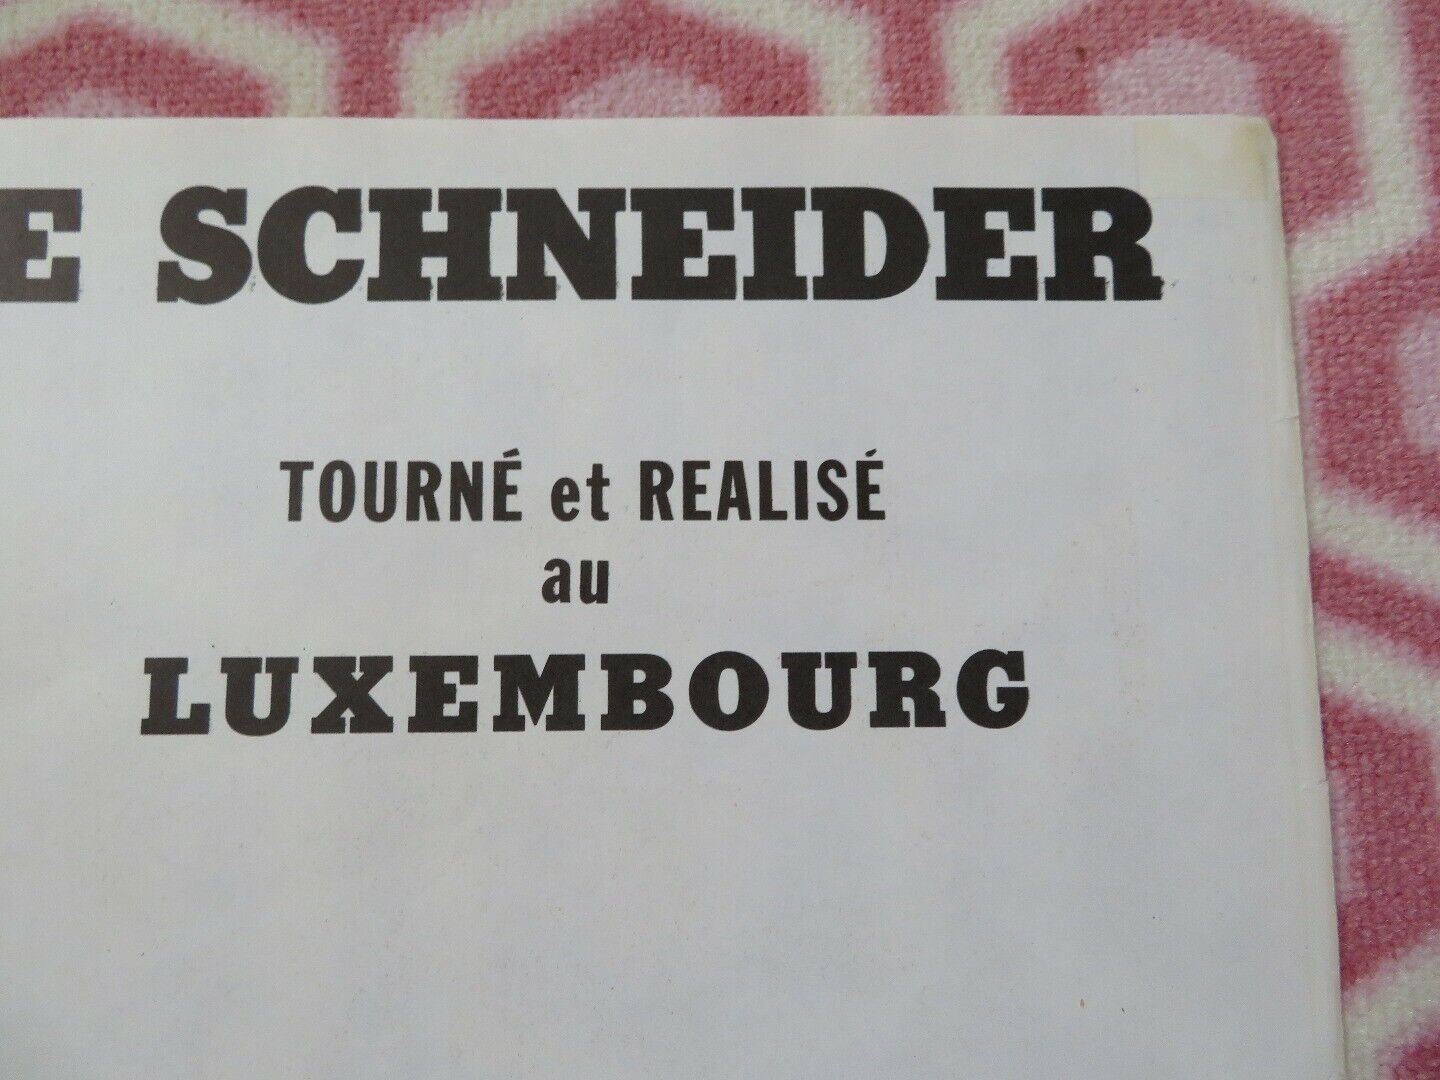 E SCHNEIDER
TOURNÉ et REALISÉ
au
LUXEMBOURG